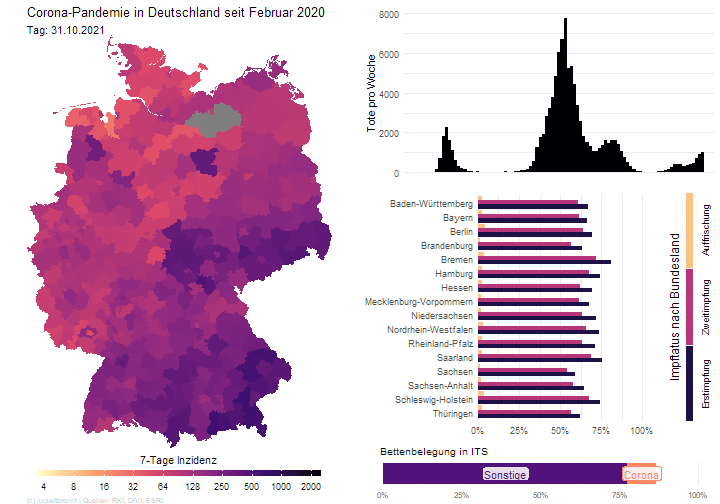 Corona-Pandemie in Deutschland seit Februar 2020
Tag: 31.10.2021
7-Tage Inzidenz
4 8 16 32 64 100 250 500 1000 2000
(c) /u/zeitbrennt | Quellen: RKI, DIVI, ESRI
Tote pro Woche
8000
6000
4000
2000
0
Baden-Württemberg
Bayern
Berlin
Brandenburg
Bremen
Hamburg
Hessen
Mecklenburg-Vorpommern
Niedersachsen
Nordrhein-Westfalen
Rheinland-Pfalz
Saarland
Sachsen
Sachsen-Anhalt
Schleswig-Holstein
Thüringen
0% 25% 50% 75% 100%
Impfstatus nach Bundesland
Auffrischung
Zweitimpfung
Erstimpfung
Bettenbelegung in ITS
Sonstige Corona
0% 25% 50% 75% 100%